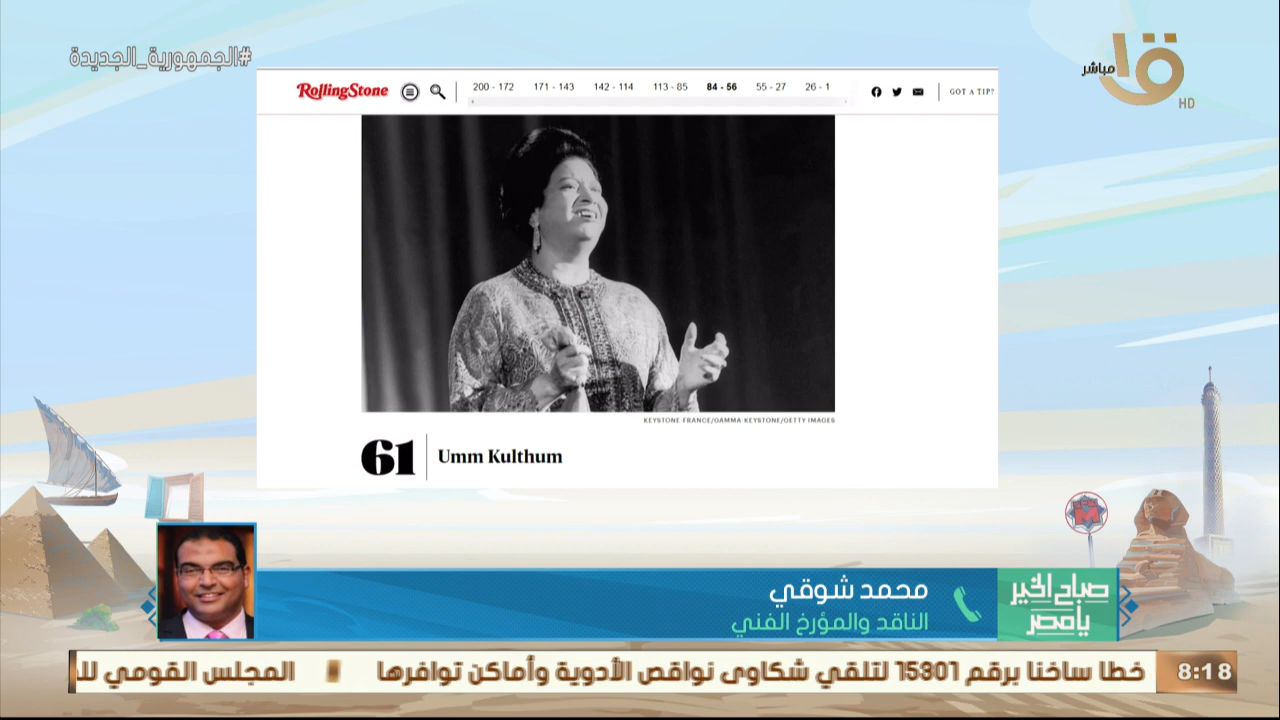 #الجمهورية_الجديدة
مباشر
HD
RollingStone
200 - 172 171 - 143 142 - 114 113 - 85 84 - 56 55 - 27 26 - 1
GOT A TIP?
KEYSTONE FRANCE/GAMMA KEYSTONE/GETTY IMAGES
61 Umm Kulthum
محمد شوقي
الناقد والمؤرخ الفني
صباح الخير
يا مصر
8:18
خطا ساخنا برقم 15301 لتلقي شكاوى نواقص الأدوية وأماكن توافرها
المجلس القومي للـ